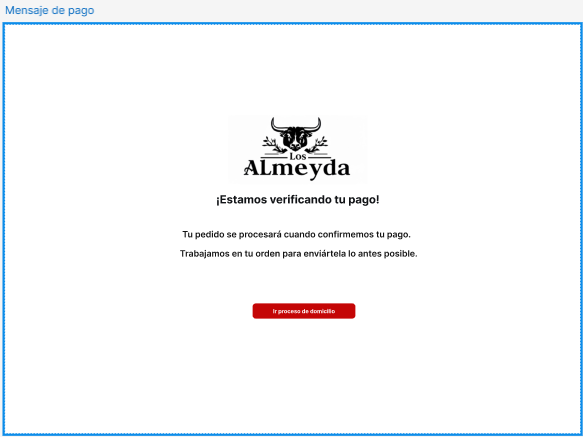 Mensaje de pago
Los
ALmeyda
¡Estamos verificando tu pago!
Tu pedido se procesará cuando confirmemos tu pago.
Trabajamos en tu orden para enviártela lo antes posible.
Ir proceso de domicilio